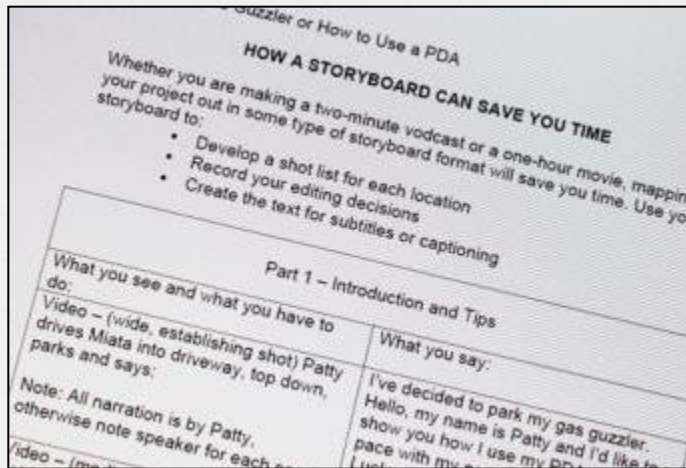 Guzzler or How to Use a PDA
HOW A STORYBOARD CAN SAVE YOU TIME
Whether you are making a two-minute vodcast or a one-hour movie, mappin
your project out in some type of storyboard format will save you time. Use yo
storyboard to:
• Develop a shot list for each location
• Record your editing decisions
• Create the text for subtitles or captioning
Part 1 – Introduction and Tips
What you see and what you have to
do:
What you say:
Video – (wide, establishing shot) Patty
drives Miata into driveway, top down,
parks and says:
Note: All narration is by Patty,
otherwise note speaker for each
I've decided to park my gas guzzler.
Hello, my name is Patty and I'd like
show you how I use my
pace with my
Video –